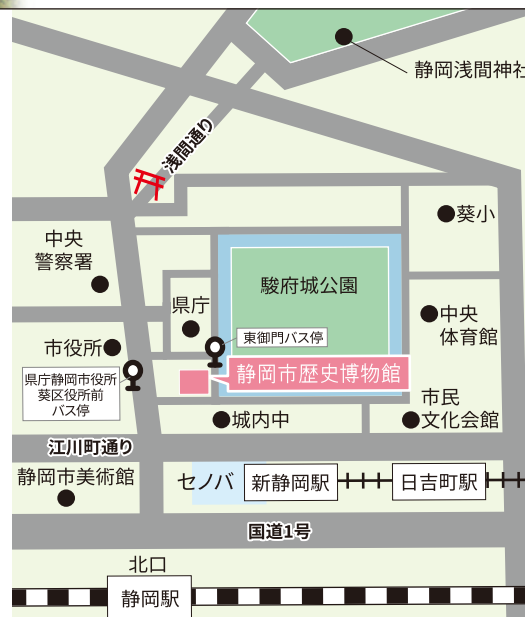 静岡浅間神社
浅間通り
葵小
中央
警察署
駿府城公園
県庁
中央
体育館
東御門バス停
市役所
静岡市歴史博物館
県庁静岡市役所
葵区役所前
バス停
市民
文化会館
城内中
江川町通り
静岡市美術館
セノバ
新静岡駅
日吉町駅
国道1号
北口
静岡駅